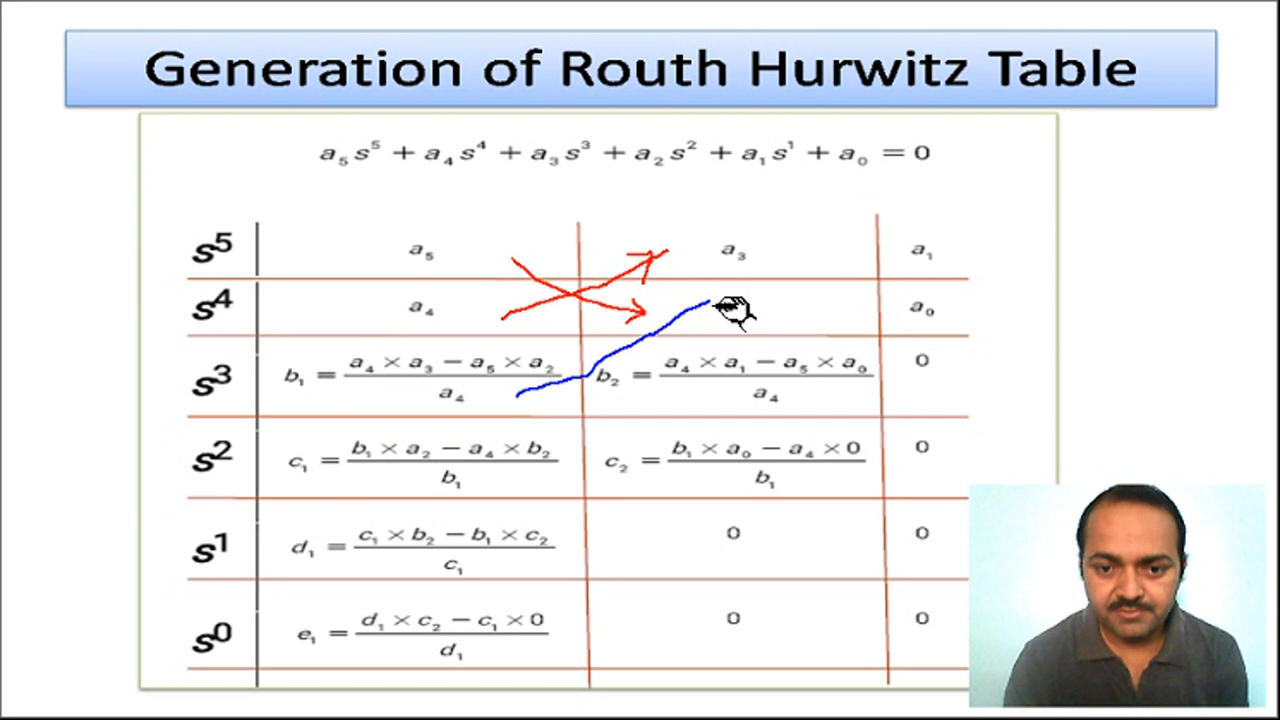 Generation of Routh Hurwitz Table
a₅s⁵ + a₄s⁴ + a₃s³ + a₂s² + a₁s¹ + a₀ = 0
s⁵ a₅ a₃ a₁
s⁴ a₄ a₀
s³ b₁ = (a₄ × a₃ − a₅ × a₂) / a₄ b₂ = (a₄ × a₁ − a₅ × a₀) / a₄ 0
s² c₁ = (b₁ × a₂ − a₄ × b₂) / b₁ c₂ = (b₁ × a₀ − a₄ × 0) / b₁ 0
s¹ d₁ = (c₁ × b₂ − b₁ × c₂) / c₁ 0 0
s⁰ e₁ = (d₁ × c₂ − c₁ × 0) / d₁ 0 0